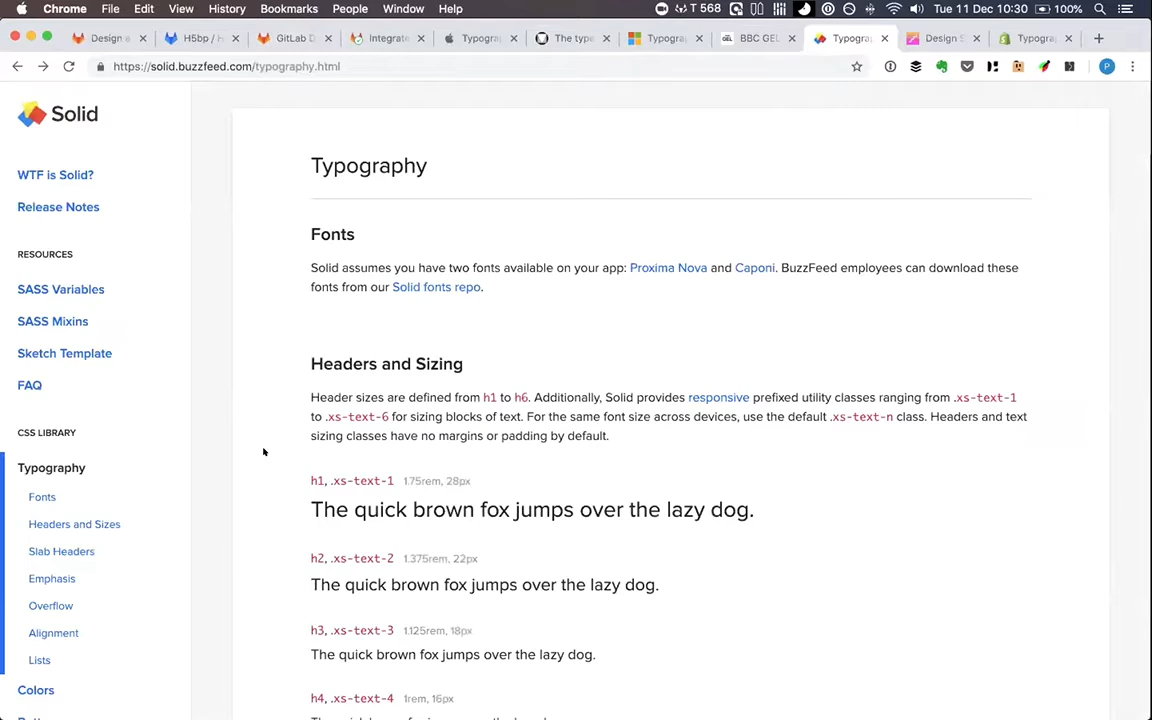 Chrome File Edit View History Bookmarks People Window Help T 568 Tue 11 Dec 10:30 100%
Design a H5bp / H GitLab D Integrate Typogra The type Typogra BBC GEL Typogra Design S Typogra
https://solid.buzzfeed.com/typography.html
P
Solid
WTF is Solid?
Release Notes
RESOURCES
SASS Variables
SASS Mixins
Sketch Template
FAQ
CSS LIBRARY
Typography
Fonts
Headers and Sizes
Slab Headers
Emphasis
Overflow
Alignment
Lists
Colors
Typography
Fonts
Solid assumes you have two fonts available on your app: Proxima Nova and Caponi. BuzzFeed employees can download these
fonts from our Solid fonts repo.
Headers and Sizing
Header sizes are defined from h1 to h6. Additionally, Solid provides responsive prefixed utility classes ranging from .xs-text-1
to .xs-text-6 for sizing blocks of text. For the same font size across devices, use the default .xs-text-n class. Headers and text
sizing classes have no margins or padding by default.
h1, .xs-text-1 1.75rem, 28px
The quick brown fox jumps over the lazy dog.
h2, .xs-text-2 1.375rem, 22px
The quick brown fox jumps over the lazy dog.
h3, .xs-text-3 1.125rem, 18px
The quick brown fox jumps over the lazy dog.
h4, .xs-text-4 1rem, 16px